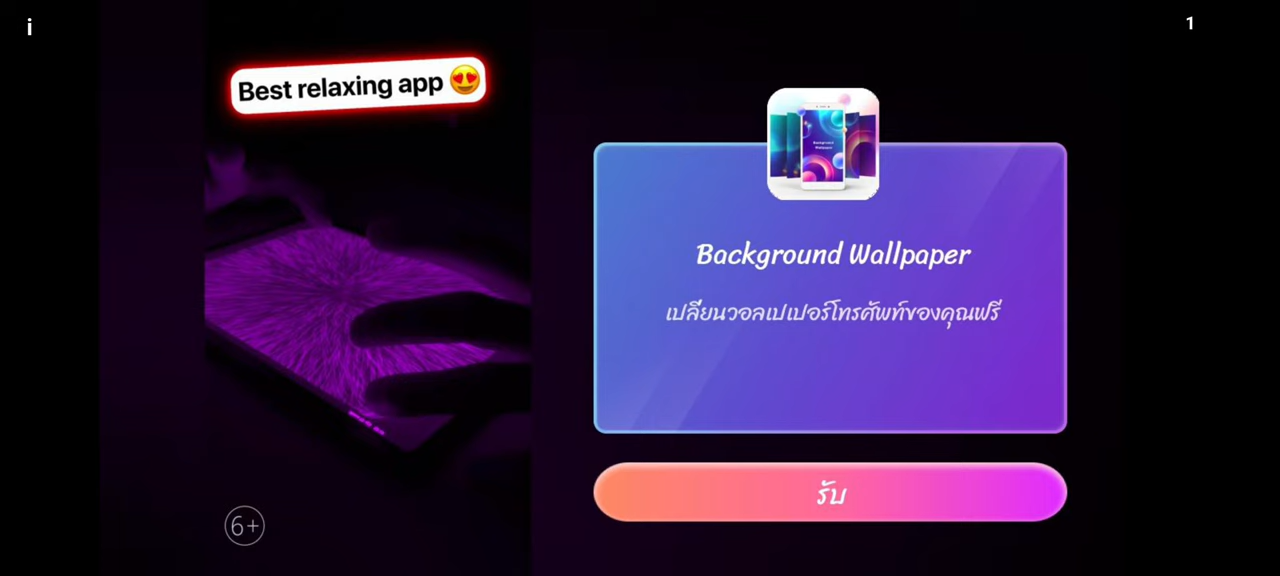 i
1
Best relaxing app 😍
Background Wallpaper
เปลี่ยนวอลเปเปอร์โทรศัพท์ของคุณฟรี
รับ
6+